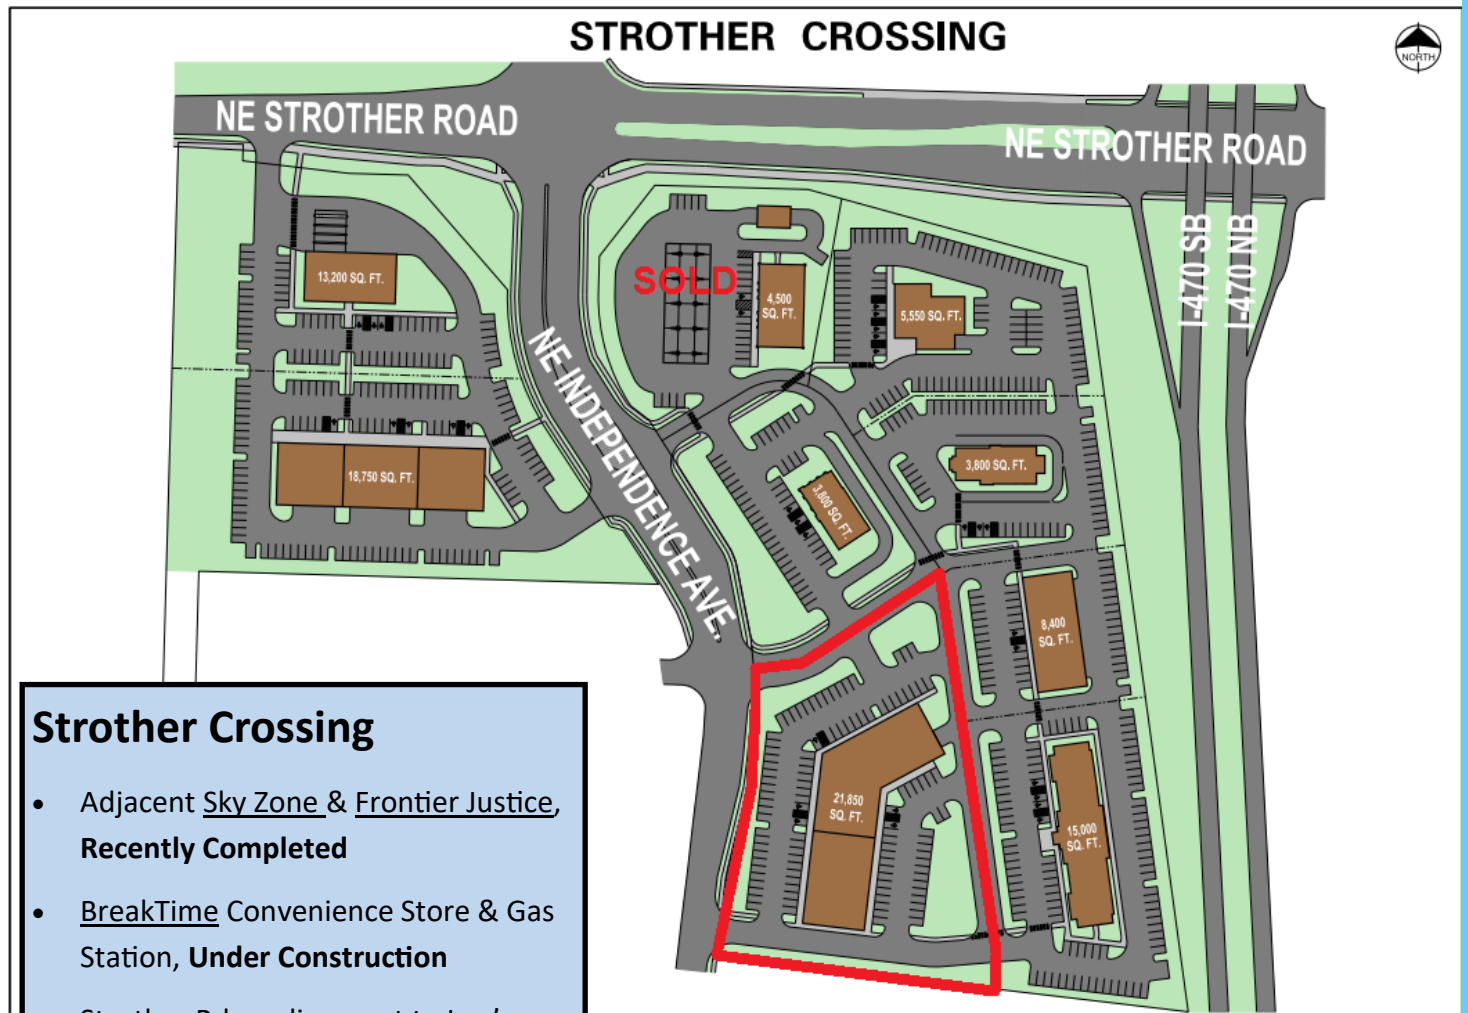 STROTHER CROSSING
NORTH
NE STROTHER ROAD
NE STROTHER ROAD
I-470 SB
I-470 NB
NE INDEPENDENCE AVE.
13,200 SQ. FT.
SOLD
4,500
SQ. FT.
5,550 SQ. FT.
18,750 SQ. FT.
3,800 SQ. FT.
3,800 SQ. FT.
8,400
SQ. FT.
21,850
SQ. FT.
15,000
SQ. FT.
Strother Crossing
• Adjacent Sky Zone & Frontier Justice,
Recently Completed
• BreakTime Convenience Store & Gas
Station, Under Construction